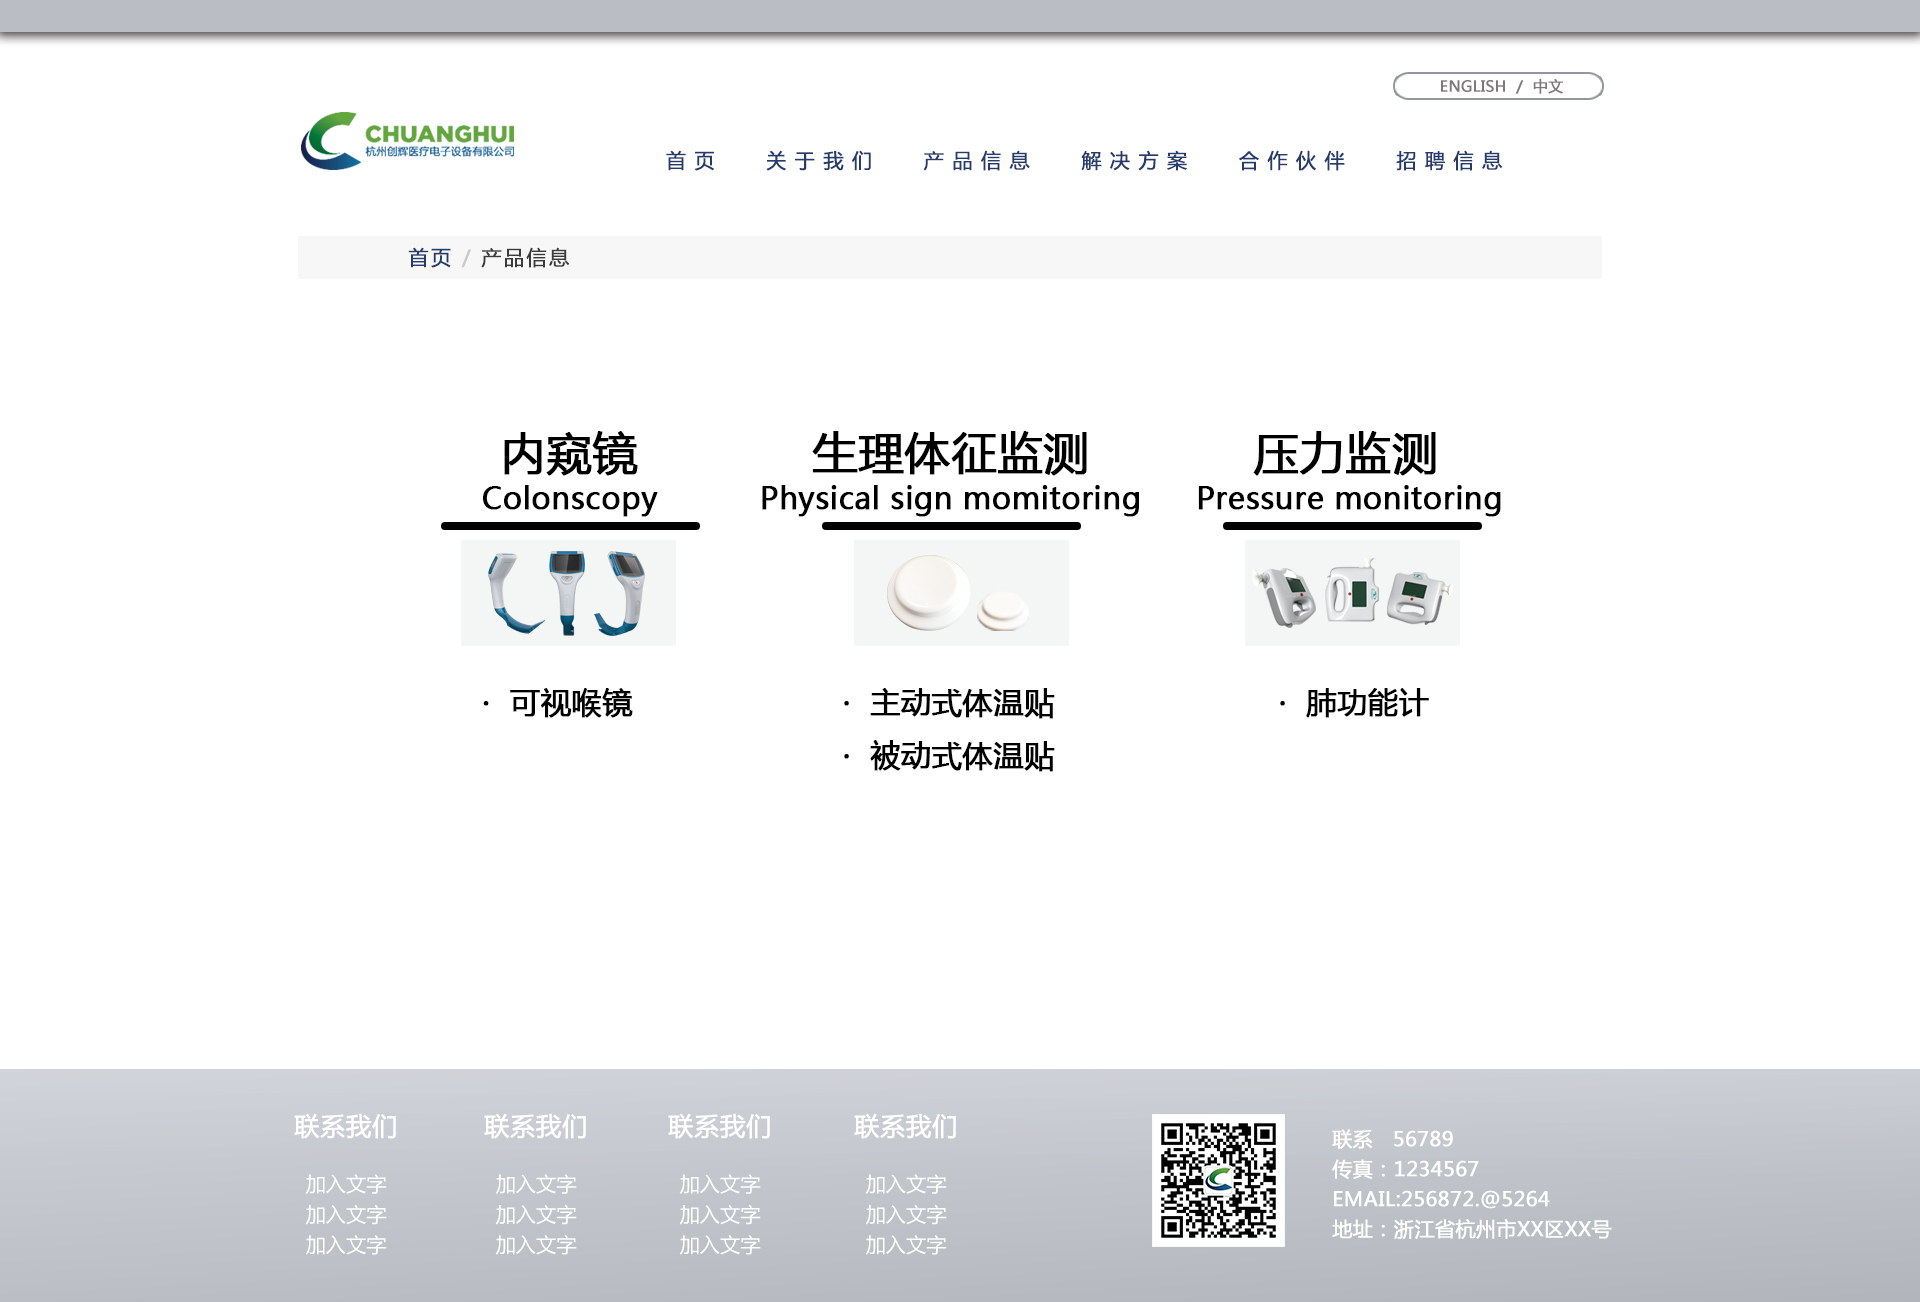 ENGLISH / 中文
CHUANGHUI
杭州创辉医疗电子设备有限公司
首页 关于我们 产品信息 解决方案 合作伙伴 招聘信息
首页 / 产品信息
内窥镜
Colonscopy
· 可视喉镜
生理体征监测
Physical sign momitoring
· 主动式体温贴
· 被动式体温贴
压力监测
Pressure monitoring
· 肺功能计
联系我们
加入文字
加入文字
加入文字
联系我们
加入文字
加入文字
加入文字
联系我们
加入文字
加入文字
加入文字
联系我们
加入文字
加入文字
加入文字
联系 56789
传真：1234567
EMAIL:256872.@5264
地址：浙江省杭州市XX区XX号